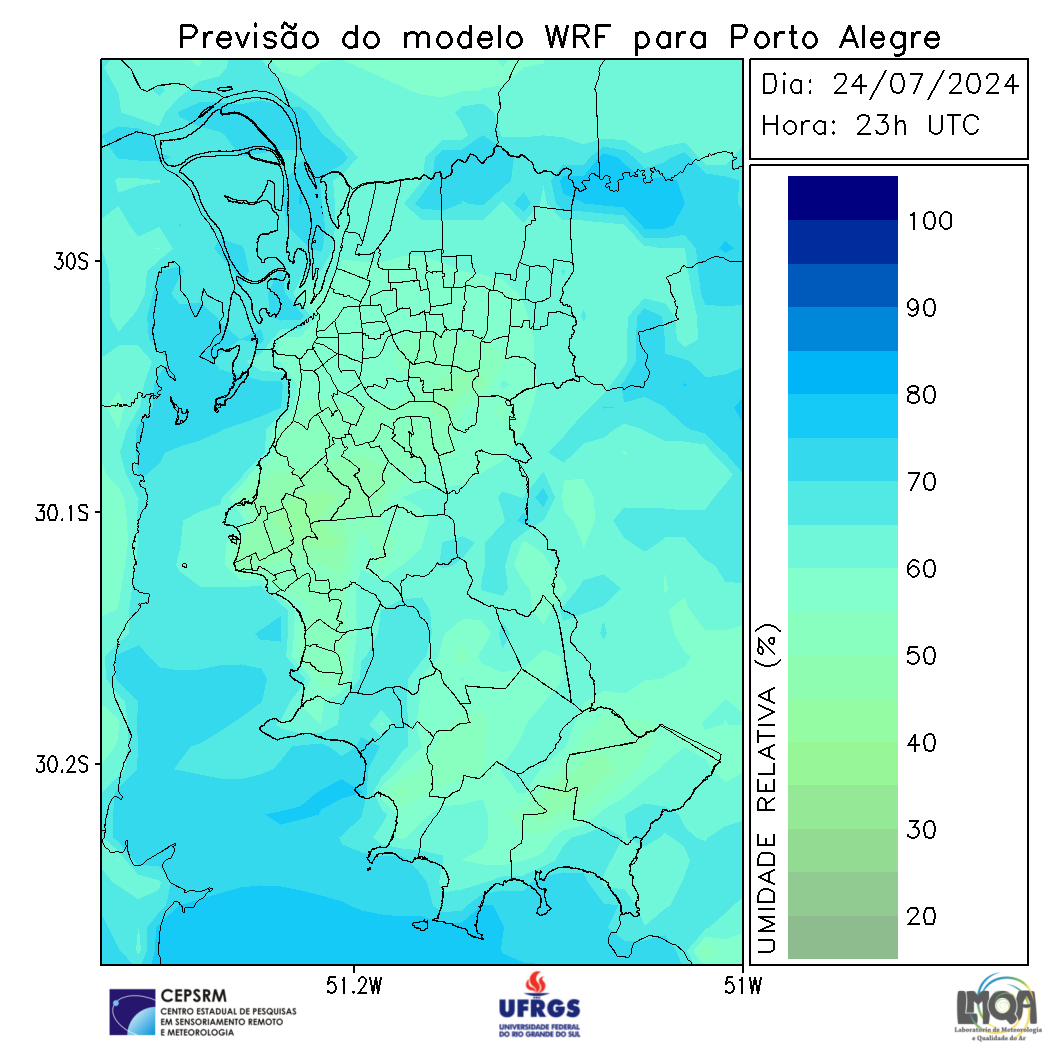 Previsão do modelo WRF para Porto Alegre
Dia: 24/07/2024
Hora: 23h UTC
100
90
80
70
60
50
40
30
20
UMIDADE RELATIVA (%)
30S
30.1S
30.2S
51.2W
51W
CEPSRM
CENTRO ESTADUAL DE PESQUISAS
EM SENSORIAMENTO REMOTO
E METEOROLOGIA
UFRGS
UNIVERSIDADE FEDERAL
DO RIO GRANDE DO SUL
LMQA
Laboratório de Meteorologia
e Qualidade do Ar